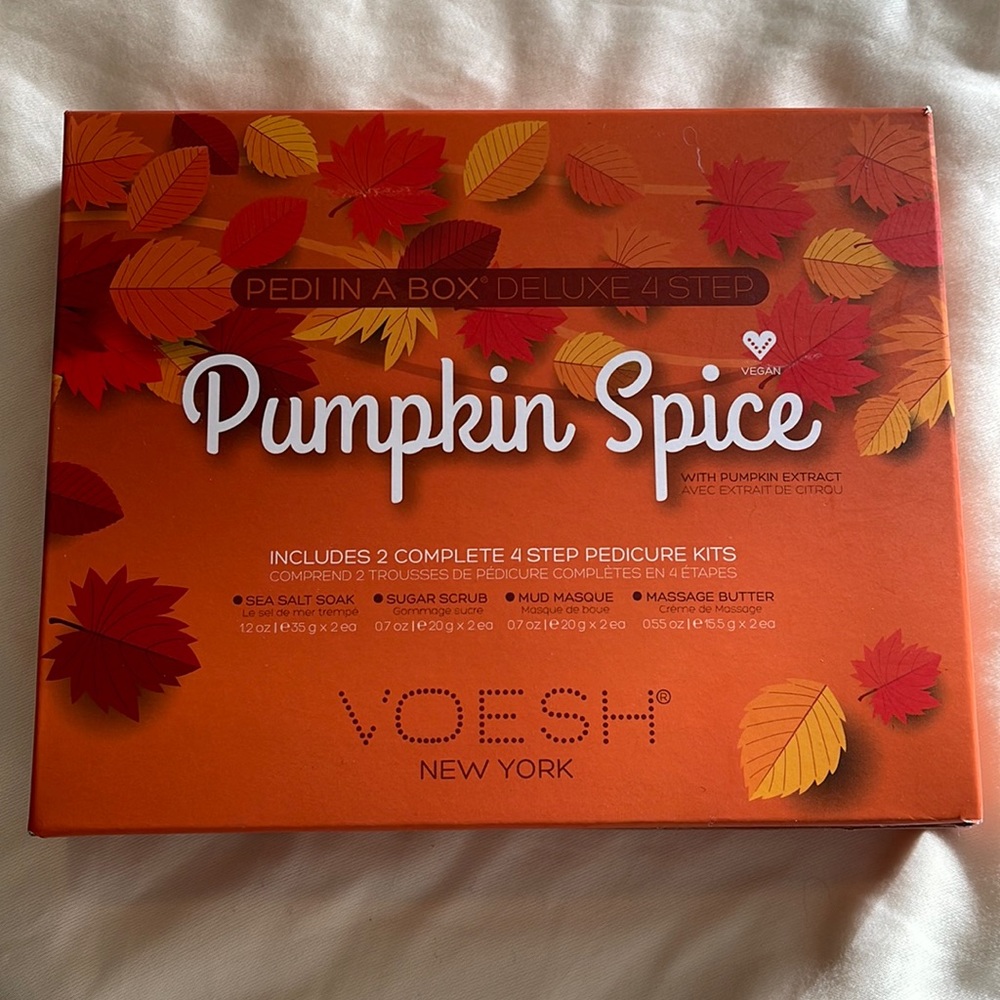 PEDI IN A BOX® DELUXE 4 STEP
VEGAN
Pumpkin Spice
WITH PUMPKIN EXTRACT
AVEC EXTRAIT DE CITROU
INCLUDES 2 COMPLETE 4 STEP PEDICURE KITS
COMPREND 2 TROUSSES DE PÉDICURE COMPLÈTES EN 4 ÉTAPES
• SEA SALT SOAK • SUGAR SCRUB • MUD MASQUE • MASSAGE BUTTER
Le sel de mer trempé Gommage sucre Masque de boue Crème de Massage
1.2 oz | ℮ 35 g x 2 ea 0.7 oz | ℮ 20 g x 2 ea 0.7 oz | ℮ 20 g x 2 ea 0.55 oz | ℮ 15.5 g x 2 ea
VOESH®
NEW YORK